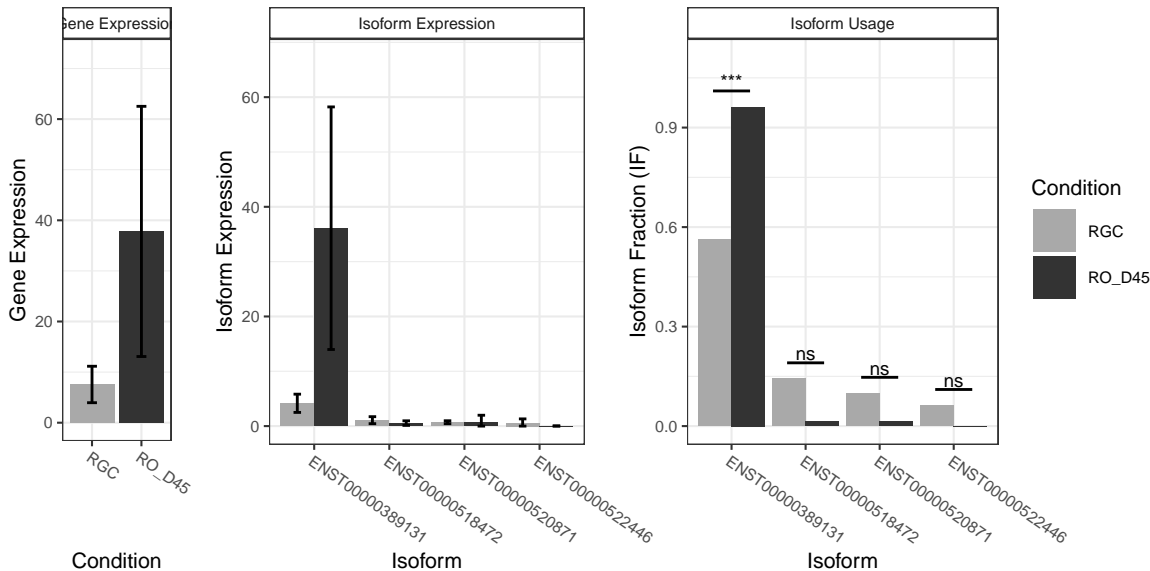 Gene Expression
Isoform Expression
Isoform Usage
Gene Expression
60
40
20
0
RGC
RO_D45
Condition
Isoform Expression
60
40
20
0
ENST00000389131
ENST00000518472
ENST00000520871
ENST00000522446
Isoform
Isoform Fraction (IF)
0.9
0.6
0.3
0.0
***
ns
ns
ns
ENST00000389131
ENST00000518472
ENST00000520871
ENST00000522446
Isoform
Condition
RGC
RO_D45